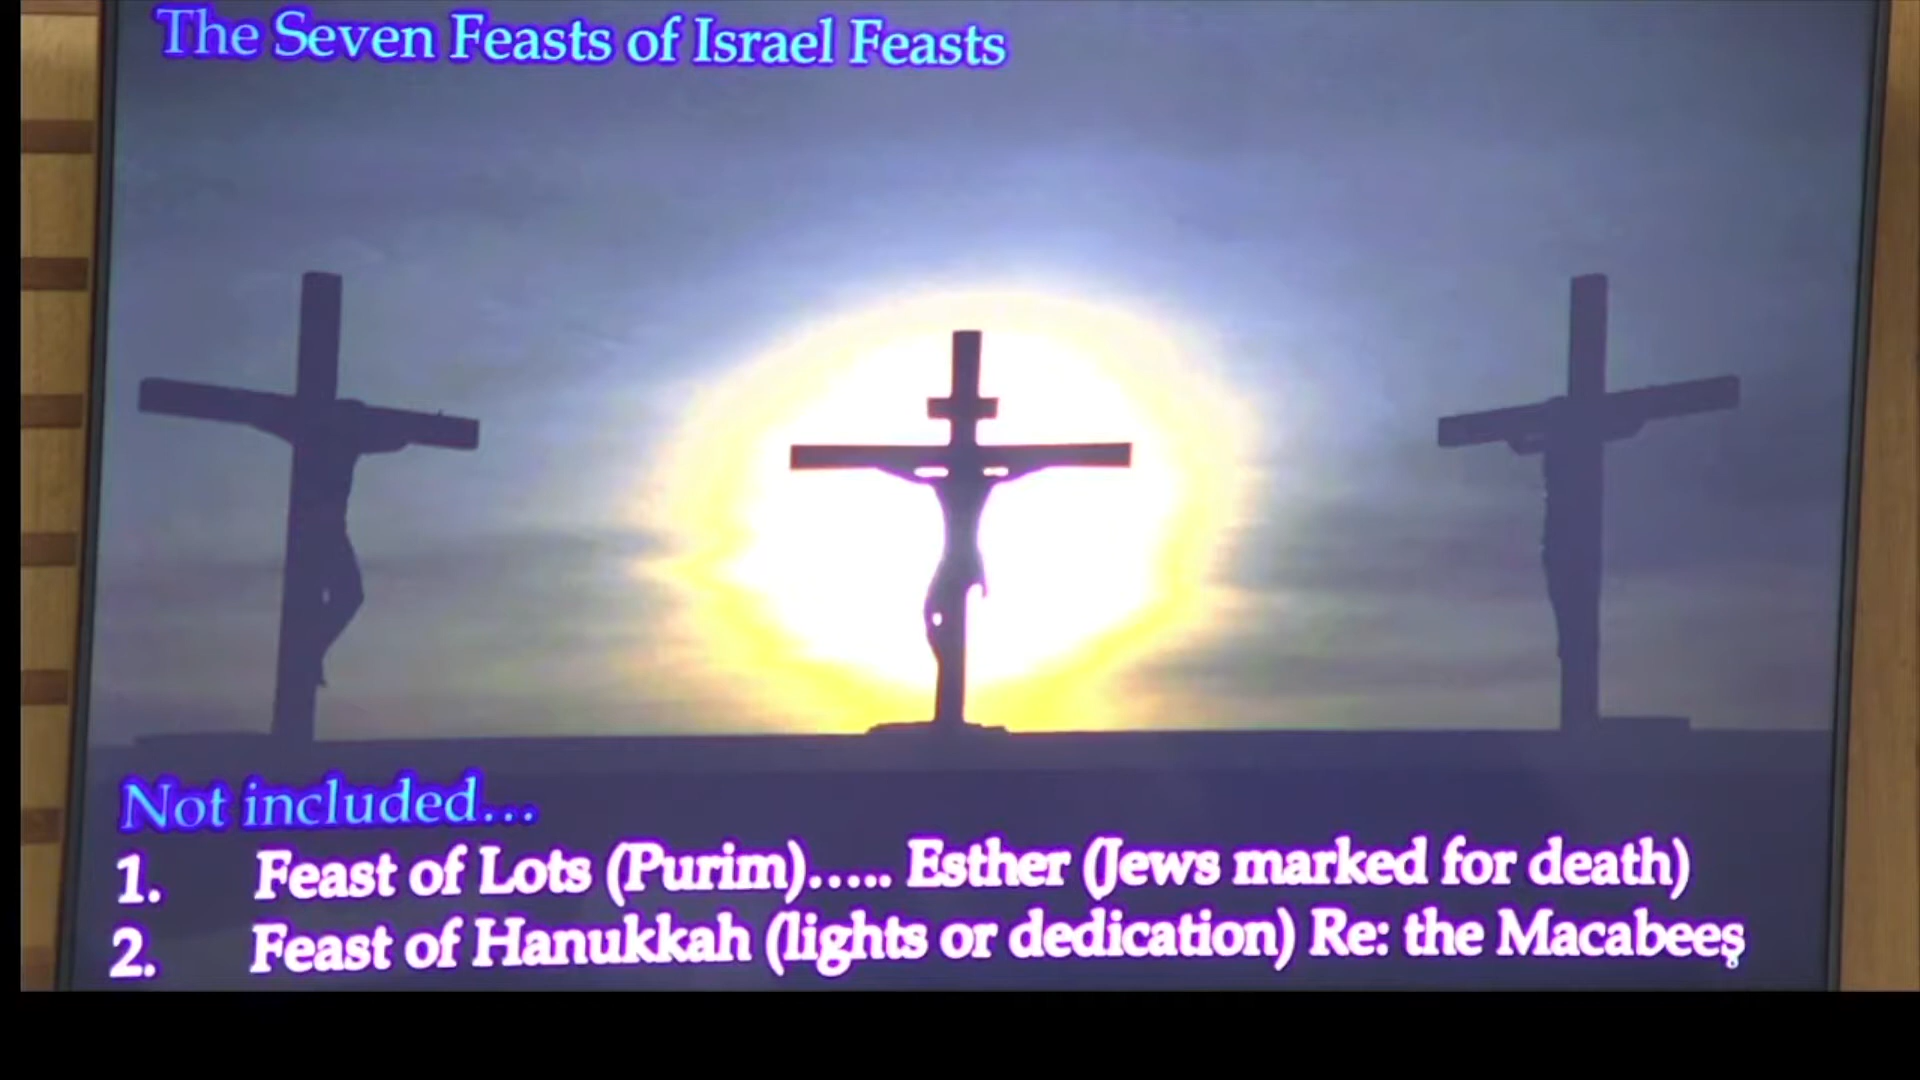 The Seven Feasts of Israel Feasts
Not included...
1. Feast of Lots (Purim)..... Esther (Jews marked for death)
2. Feast of Hanukkah (lights or dedication) Re: the Macabees